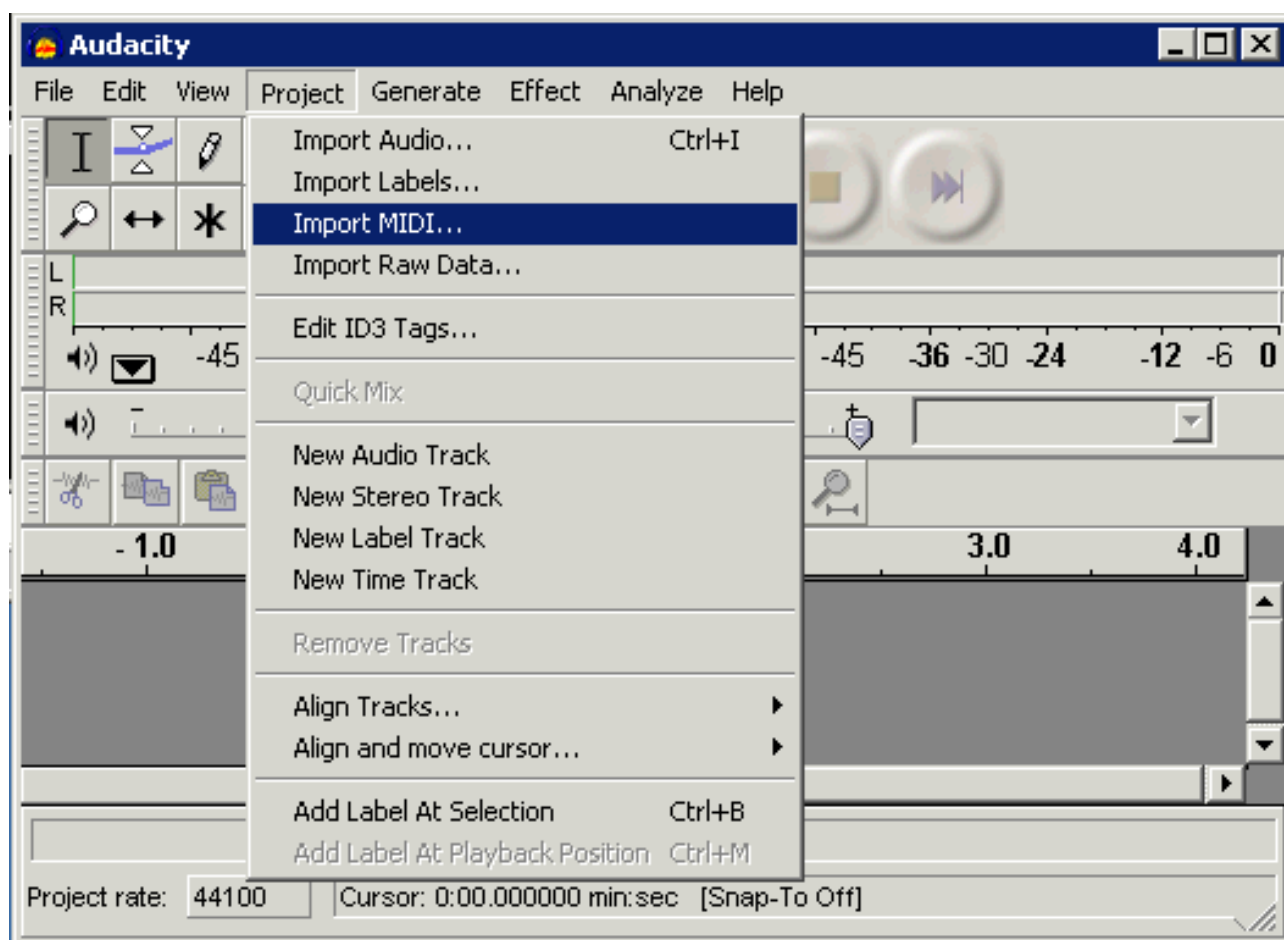 Audacity
File Edit View Project Generate Effect Analyze Help
Import Audio... Ctrl+I
Import Labels...
Import MIDI...
Import Raw Data...
L
R
Edit ID3 Tags...
-45 -45 -36 -30 -24 -12 -6 0
Quick Mix
New Audio Track
New Stereo Track
New Label Track
New Time Track
- 1.0 3.0 4.0
Remove Tracks
Align Tracks...
Align and move cursor...
Add Label At Selection Ctrl+B
Add Label At Playback Position Ctrl+M
Project rate: 44100 Cursor: 0:00.000000 min:sec [Snap-To Off]